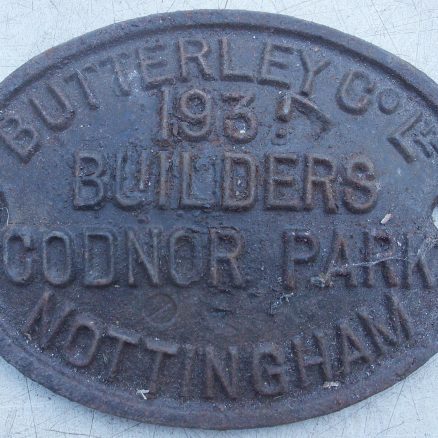 BUTTERLEY Co Ld
193
BUILDERS
CODNOR PARK
NOTTINGHAM